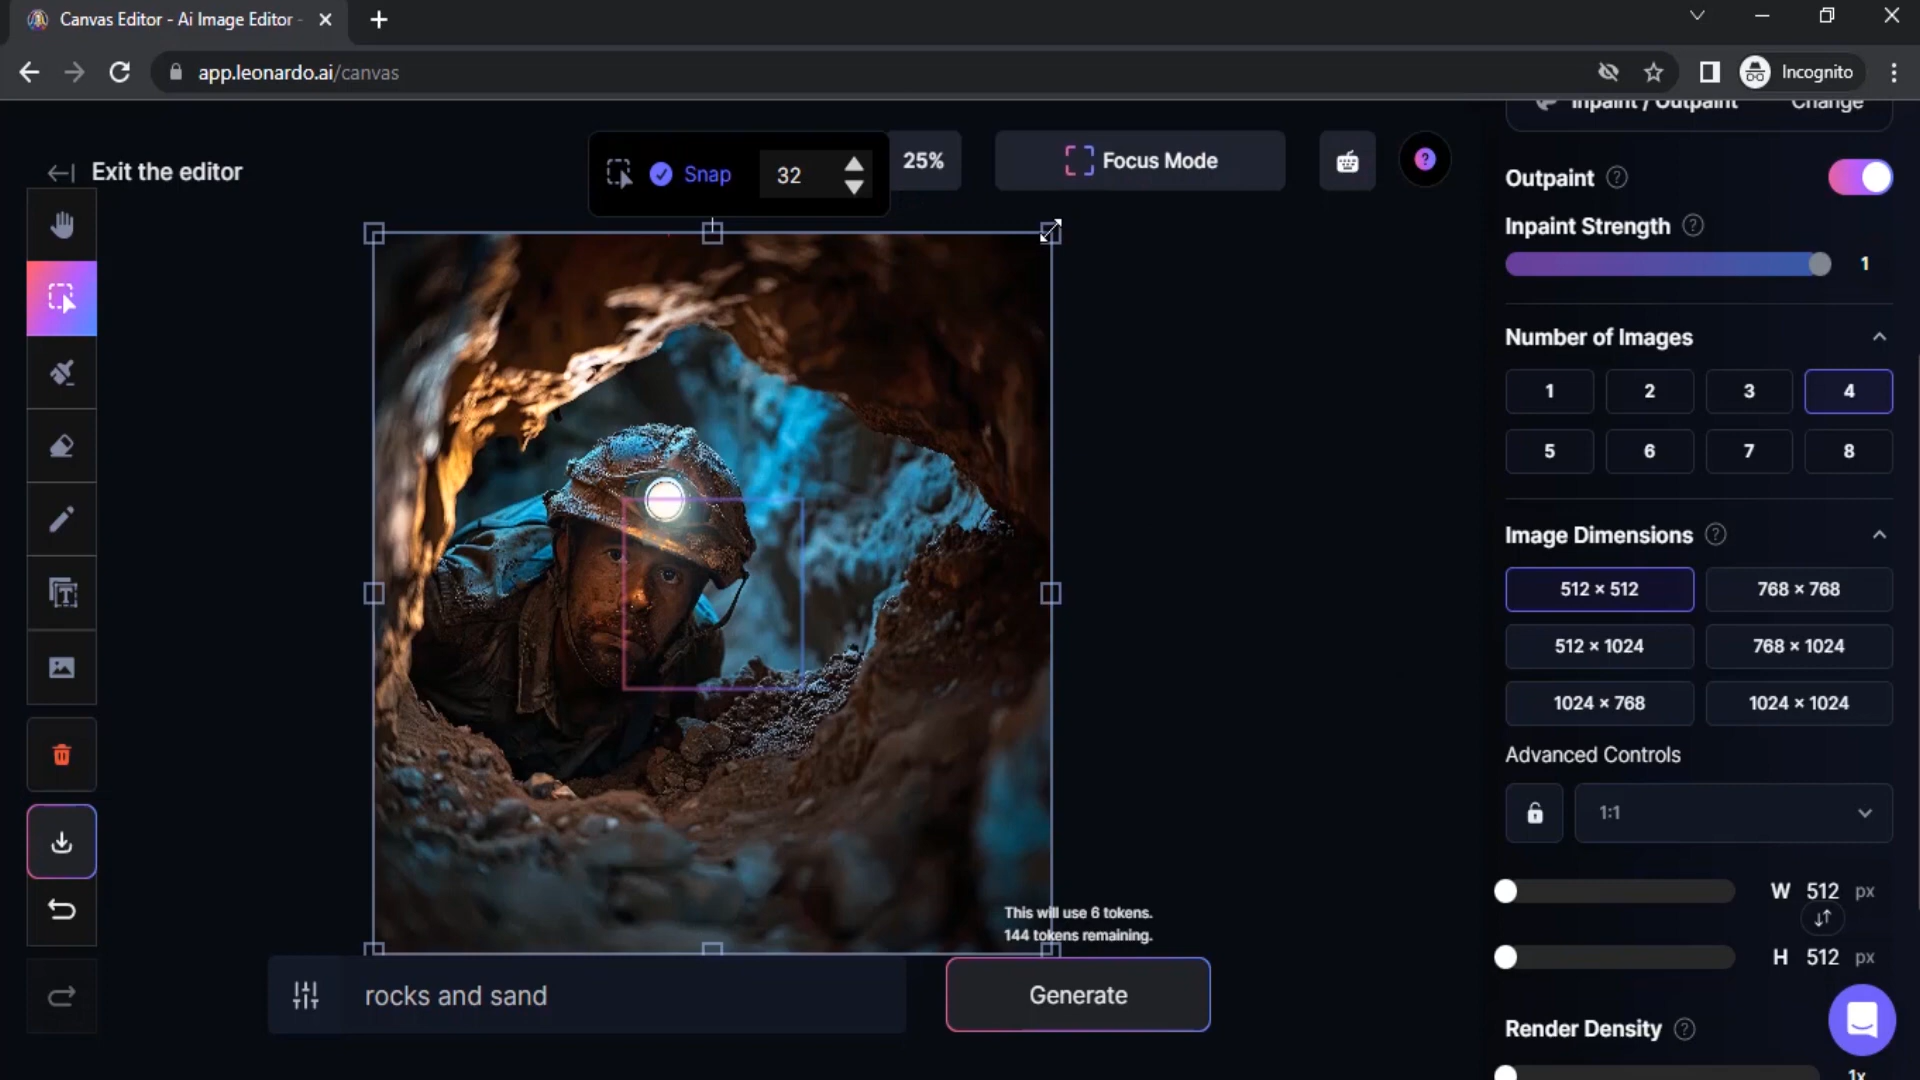 Canvas Editor - Ai Image Editor -
app.leonardo.ai/canvas
Incognito
Inpaint / Outpaint Change
Exit the editor
Snap 32
25%
Focus Mode
?
Outpaint ?
Inpaint Strength ?
1
Number of Images
1 2 3 4
5 6 7 8
Image Dimensions ?
512 × 512 768 × 768
512 × 1024 768 × 1024
1024 × 768 1024 × 1024
Advanced Controls
1:1
W 512 px
H 512 px
This will use 6 tokens.
144 tokens remaining.
rocks and sand
Generate
Render Density ?
1x